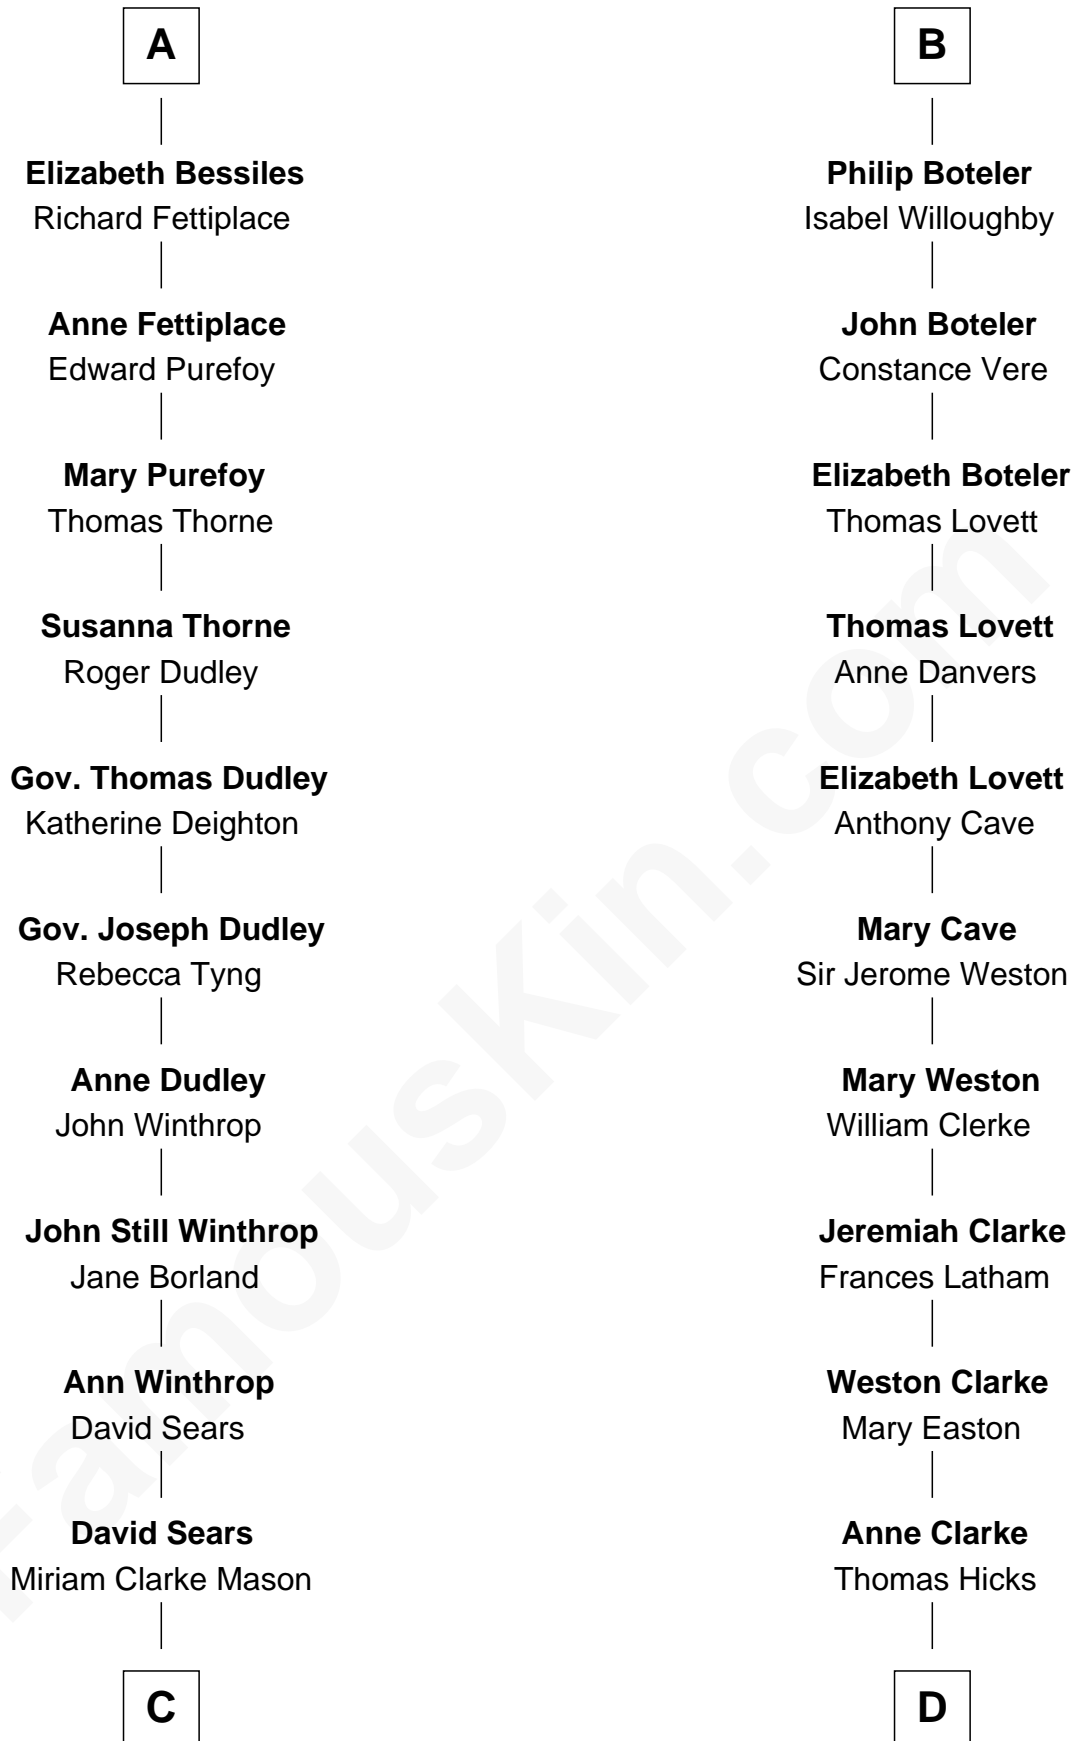 A
Elizabeth Bessiles
Richard Fettiplace
Anne Fettiplace
Edward Purefoy
Mary Purefoy
Thomas Thorne
Susanna Thorne
Roger Dudley
Gov. Thomas Dudley
Katherine Deighton
Gov. Joseph Dudley
Rebecca Tyng
Anne Dudley
John Winthrop
John Still Winthrop
Jane Borland
Ann Winthrop
David Sears
David Sears
Miriam Clarke Mason
C
B
Philip Boteler
Isabel Willoughby
John Boteler
Constance Vere
Elizabeth Boteler
Thomas Lovett
Thomas Lovett
Anne Danvers
Elizabeth Lovett
Anthony Cave
Mary Cave
Sir Jerome Weston
Mary Weston
William Clerke
Jeremiah Clarke
Frances Latham
Weston Clarke
Mary Easton
Anne Clarke
Thomas Hicks
D
FamousKin.com